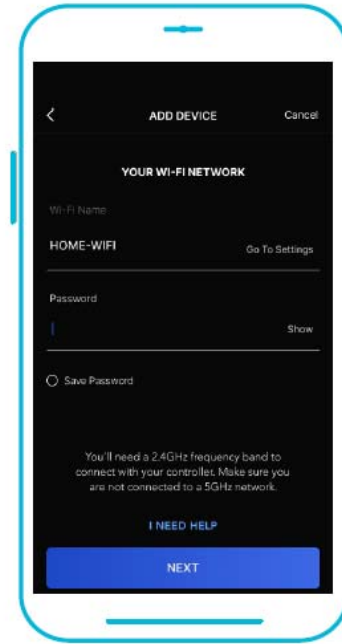 ADD DEVICE Cancel
YOUR WI-FI NETWORK
Wi-Fi Name
HOME-WIFI Go To Settings
Password
Show
Save Password
You'll need a 2.4GHz frequency band to
connect with your controller. Make sure you
are not connected to a 5GHz network.
I NEED HELP
NEXT